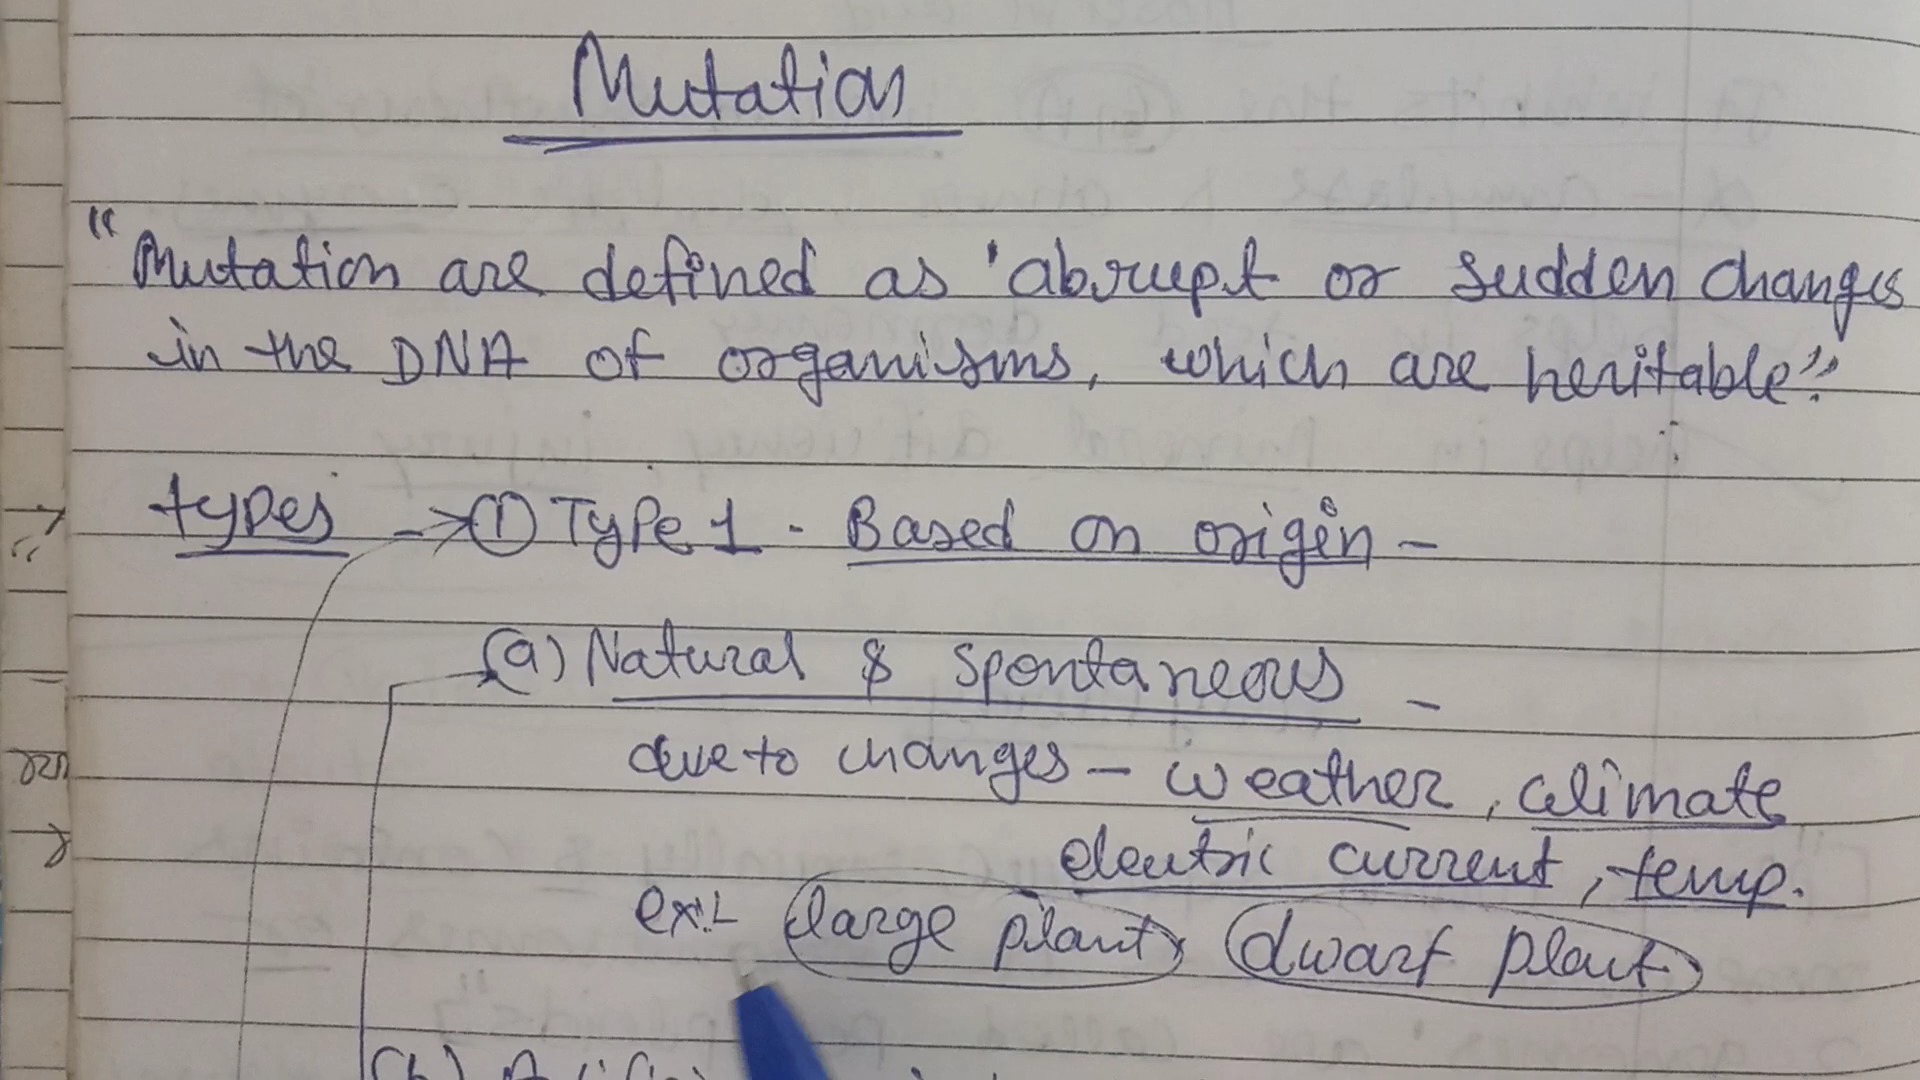 Mutation
"Mutation are defined as 'abrupt or sudden changes
in the DNA of organisms, which are heritable".
types → ① Type 1 - Based on origin -
(a) Natural & Spontaneous -
due to changes - weather, climate
electric current, temp.
ex:- large plant, dwarf plant
(b)